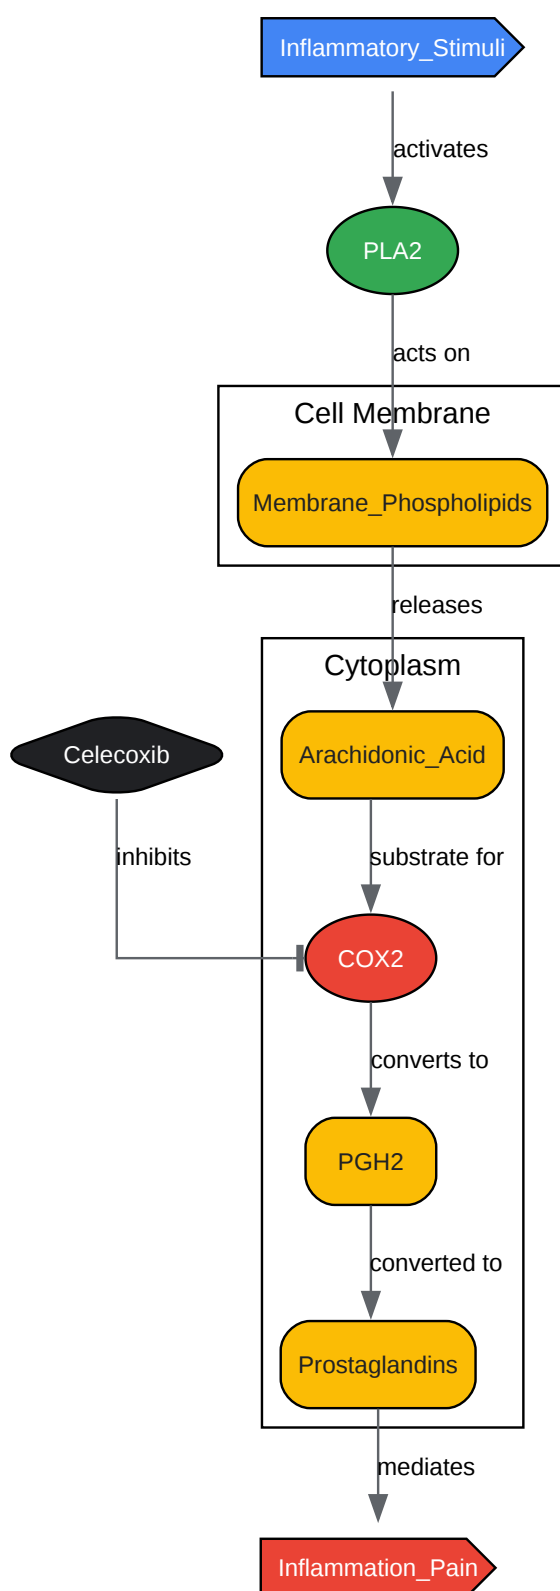 Inflammatory_Stimuli
activates
PLA2
acts on
Cell Membrane
Membrane_Phospholipids
releases
Cytoplasm
Celecoxib
Arachidonic_Acid
inhibits
substrate for
COX2
converts to
PGH2
converted to
Prostaglandins
mediates
Inflammation_Pain